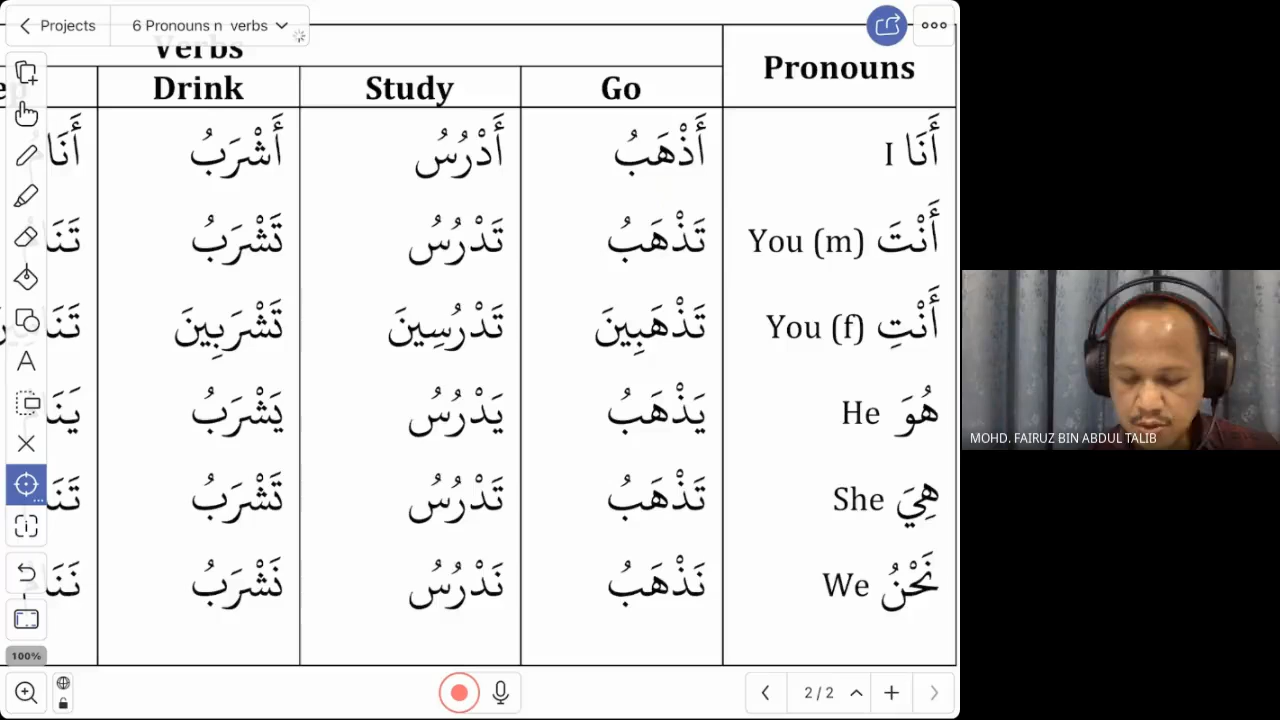 Projects
6 Pronouns n verbs
Verbs
Pronouns
Drink Study Go
أَنَا I أَذْهَبُ أَدْرُسُ أَشْرَبُ
أَنْتَ You (m) تَذْهَبُ تَدْرُسُ تَشْرَبُ
أَنْتِ You (f) تَذْهَبِينَ تَدْرُسِينَ تَشْرَبِينَ
هُوَ He يَذْهَبُ يَدْرُسُ يَشْرَبُ
هِيَ She تَذْهَبُ تَدْرُسُ تَشْرَبُ
نَحْنُ We نَذْهَبُ نَدْرُسُ نَشْرَبُ
MOHD. FAIRUZ BIN ABDUL TALIB
100%
2 / 2